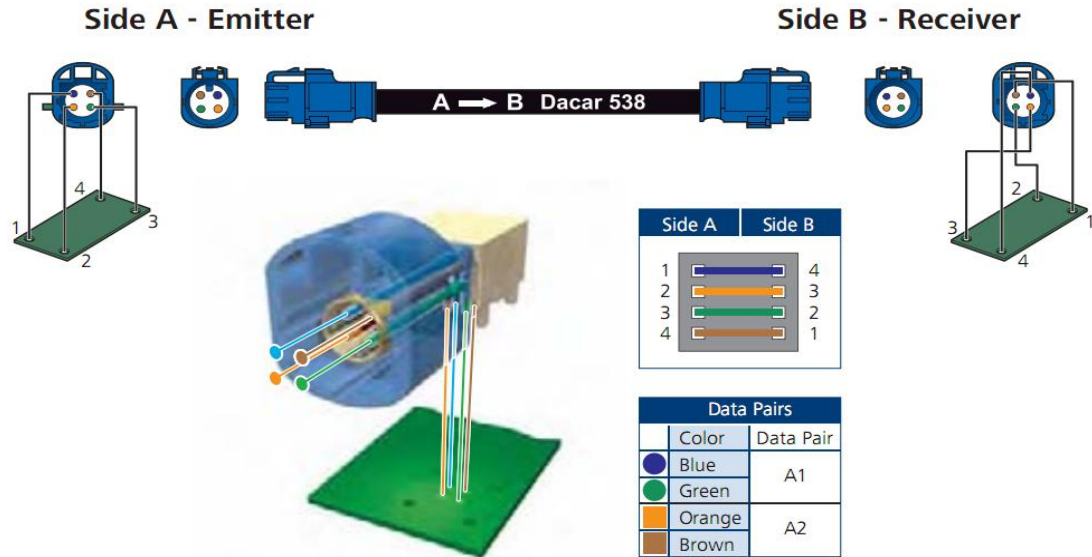 Side A - Emitter
Side B - Receiver
A B Dacar 538
4
1
3
2
2
3
1
4
Side A Side B
1 4
2 3
3 2
4 1
Data Pairs
Color Data Pair
Blue
A1
Green
Orange
A2
Brown